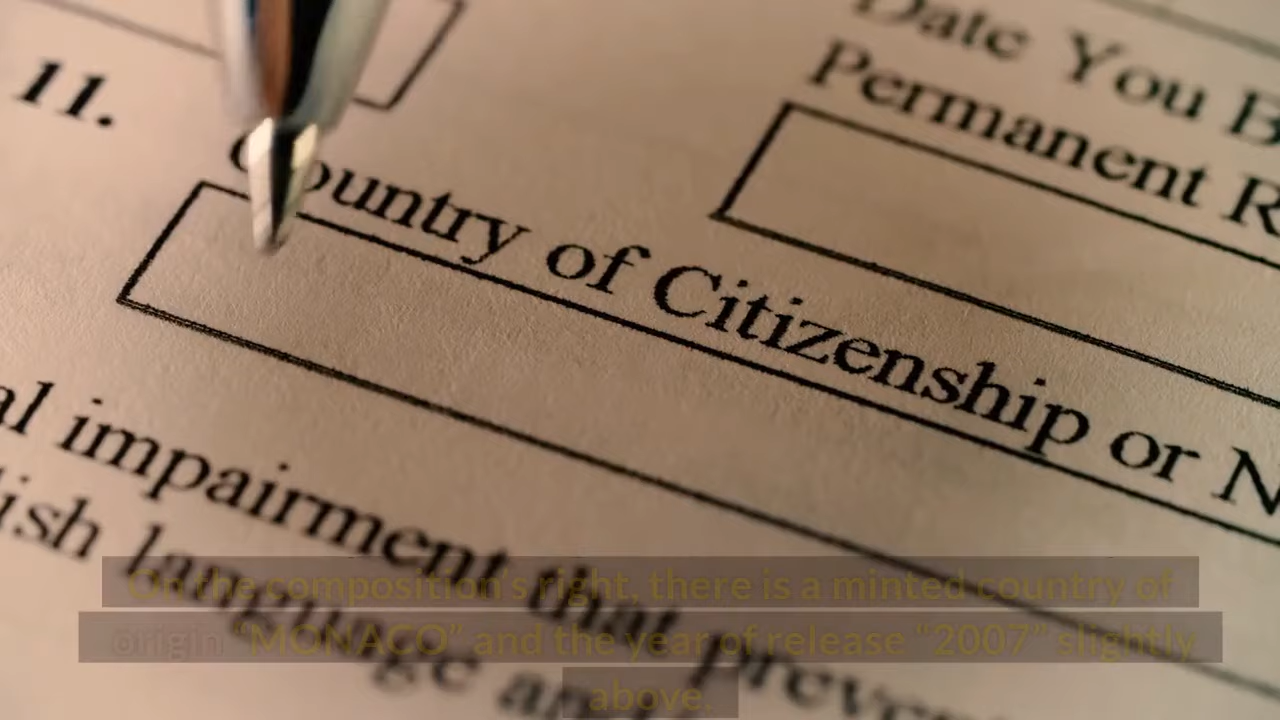 Date You B
Permanent R
11.
Country of Citizenship or N
al impairment that preven
lish language an
On the composition's right, there is a minted country of
origin “MONACO” and the year of release “2007” slightly
above.